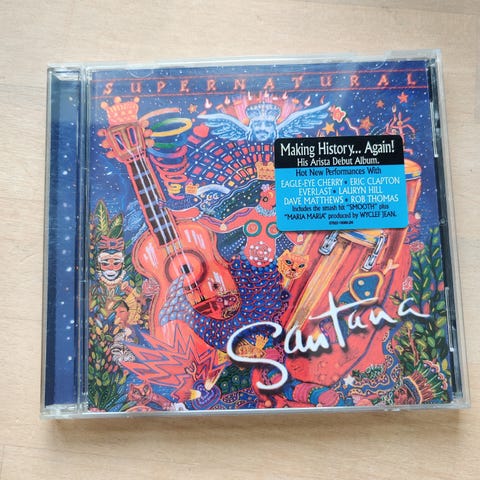 SUPERNATURAL
Making History... Again!
His Arista Debut Album.
Hot New Performances With
EAGLE-EYE CHERRY • ERIC CLAPTON
EVERLAST • LAURYN HILL
DAVE MATTHEWS • ROB THOMAS
Includes the smash hit "SMOOTH" plus
"MARIA MARIA" produced by WYCLEF JEAN.
Santana